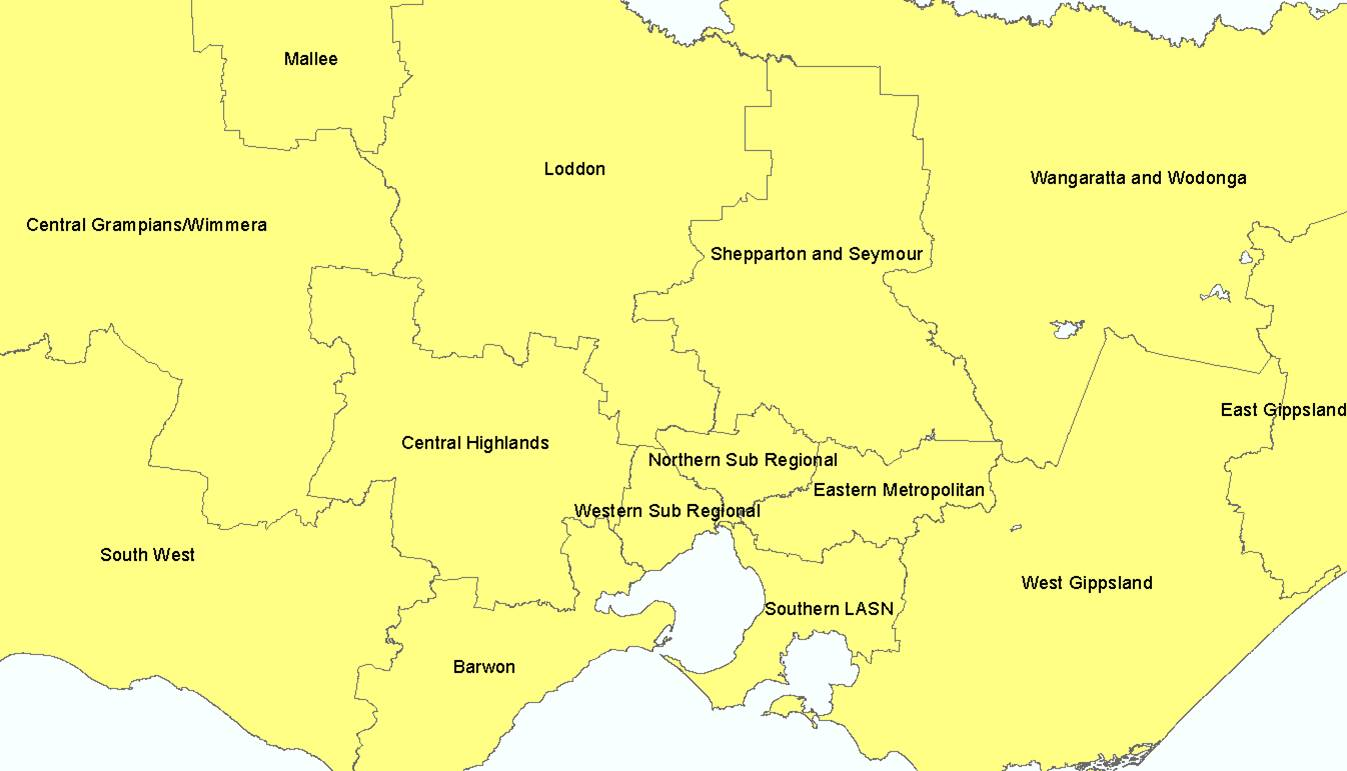 Mallee
Loddon
Wangaratta and Wodonga
Central Grampians/Wimmera
Shepparton and Seymour
East Gippsland
Central Highlands
Northern Sub Regional
Eastern Metropolitan
Western Sub Regional
South West
West Gippsland
Southern LASN
Barwon